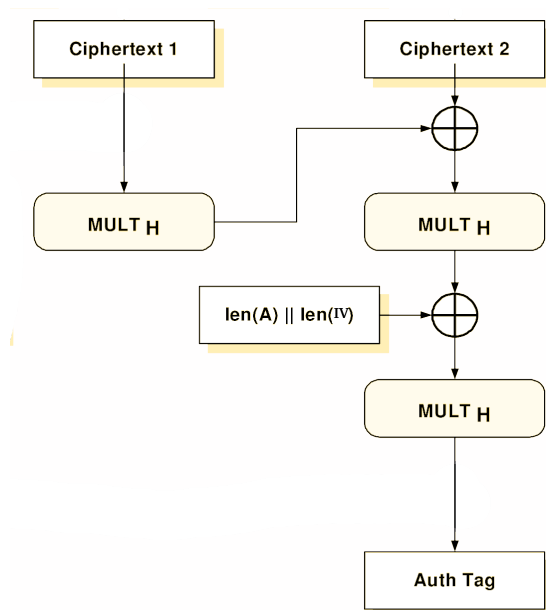 Ciphertext 1
Ciphertext 2
MULT H
MULT H
len(A) || len(IV)
MULT H
Auth Tag